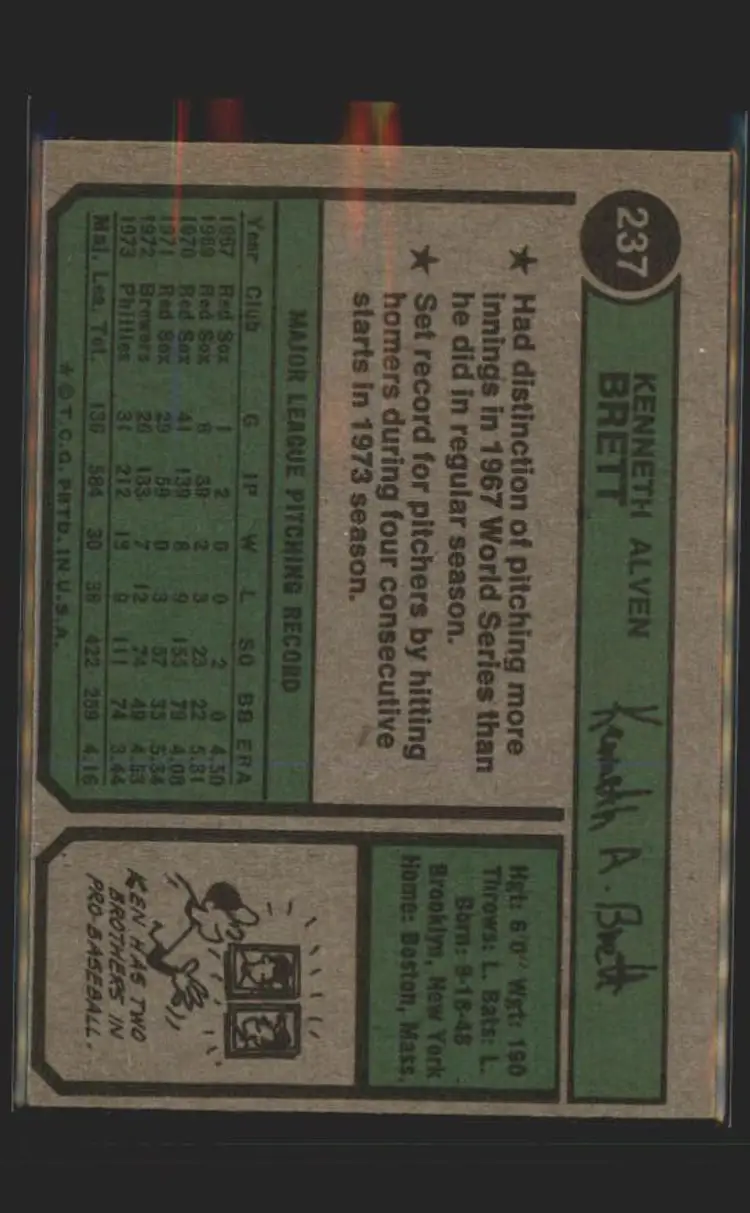 237
KENNETH ALVEN
BRETT
Kenneth A. Brett
★ Had distinction of pitching more
innings in 1967 World Series than
he did in regular season.
★ Set record for pitchers by hitting
homers during four consecutive
starts in 1973 season.
MAJOR LEAGUE PITCHING RECORD
Year Club G IP W L SO BB ERA
1967 Red Sox 1 2 0 0 2 0 4.50
1969 Red Sox 8 39 2 3 23 22 5.31
1970 Red Sox 41 139 8 9 155 79 4.08
1971 Red Sox 29 59 0 3 57 35 5.34
1972 Brewers 26 133 7 12 74 49 4.53
1973 Phillies 31 212 13 9 111 74 3.44
Maj. Lea. Tot. 136 584 30 36 422 259 4.16
* © T.C.G. PRTD. IN U.S.A.
Hgt: 6'0" Wgt: 190
Throws: L. Bats: L.
Born: 9-18-48
Brooklyn, New York
Home: Boston, Mass.
KEN HAS TWO
BROTHERS IN
PRO BASEBALL.